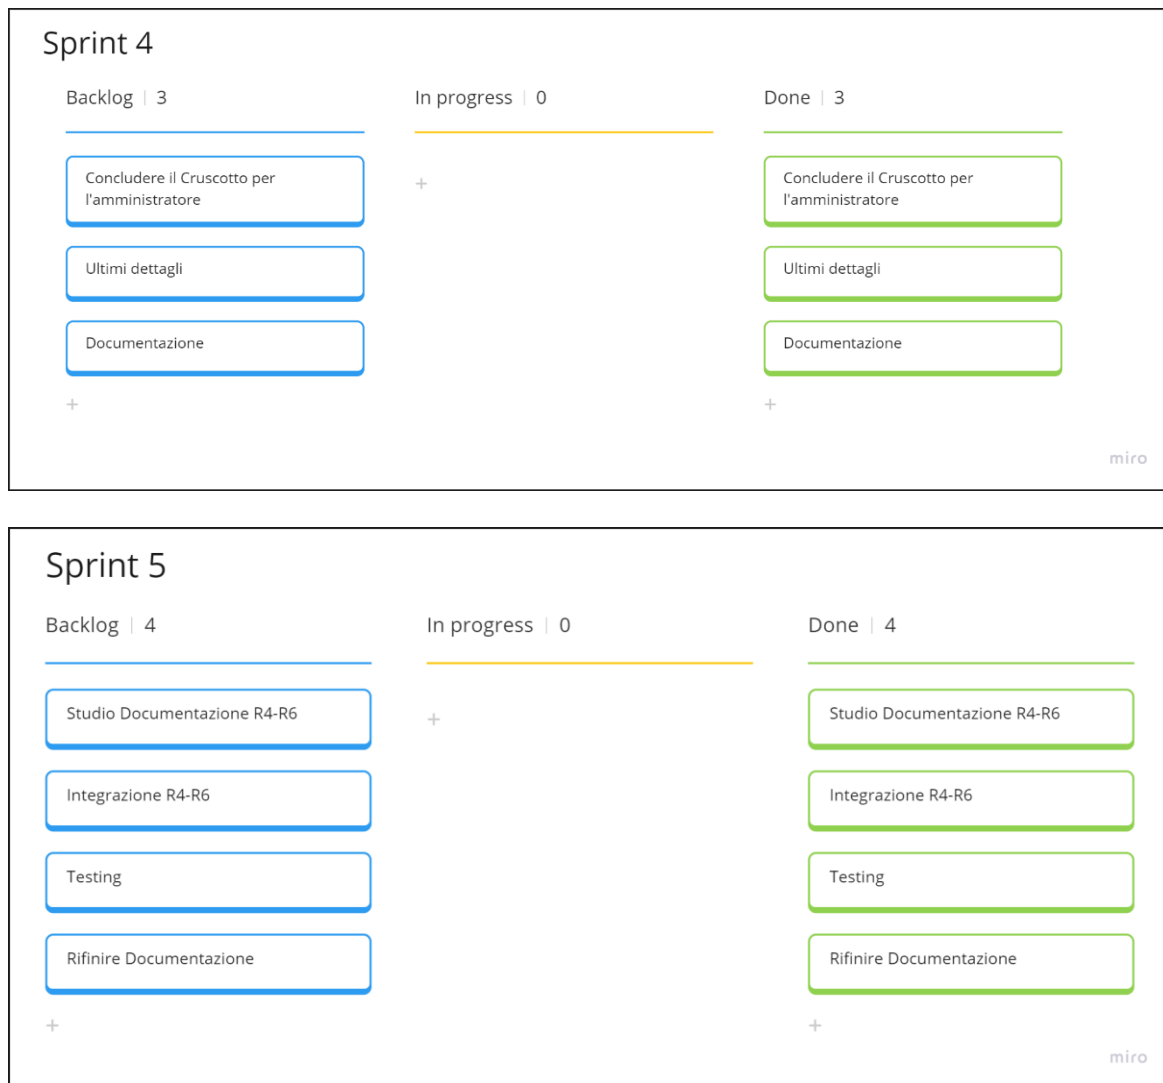 Sprint 4
Backlog | 3
In progress | 0
Done | 3
Concludere il Cruscotto per
l'amministratore
Ultimi dettagli
Documentazione
+
+
Concludere il Cruscotto per
l'amministratore
Ultimi dettagli
Documentazione
+
miro
Sprint 5
Backlog | 4
In progress | 0
Done | 4
Studio Documentazione R4-R6
Integrazione R4-R6
Testing
Rifinire Documentazione
+
+
Studio Documentazione R4-R6
Integrazione R4-R6
Testing
Rifinire Documentazione
+
miro